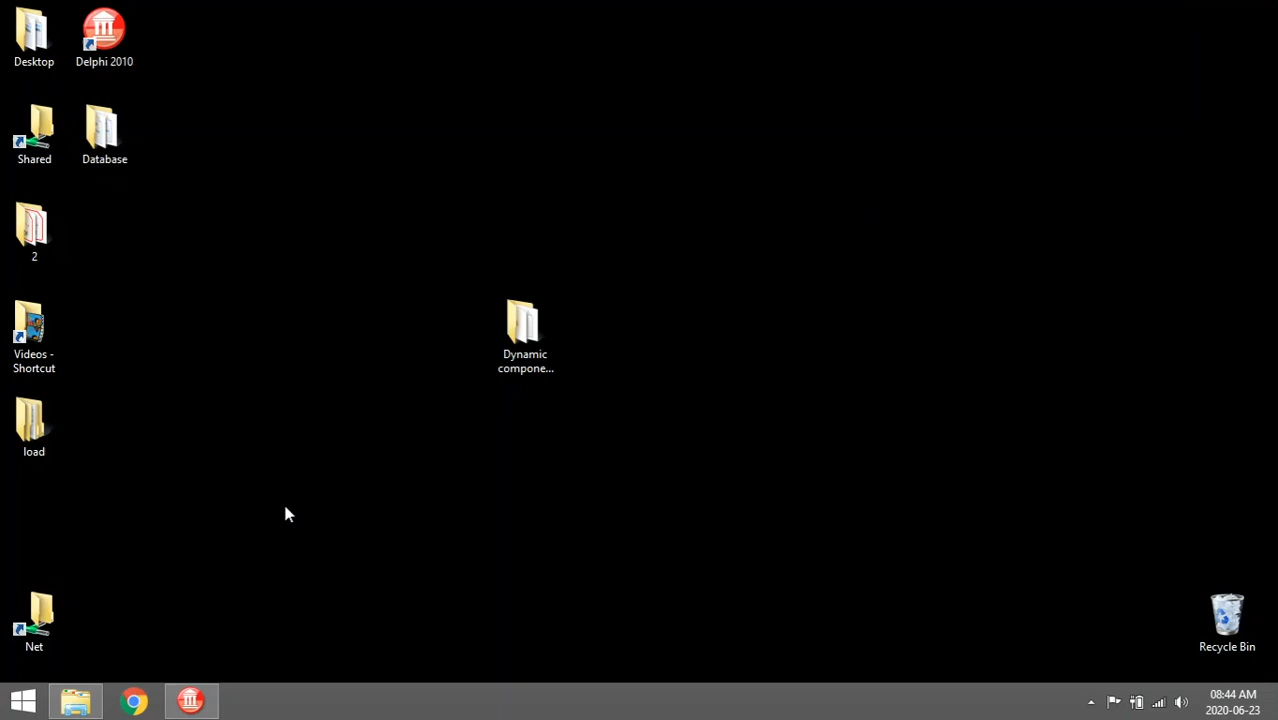 Desktop
Delphi 2010
Shared
Database
2
Videos -
Shortcut
Dynamic
compone...
load
Net
Recycle Bin
08:44 AM
2020-06-23